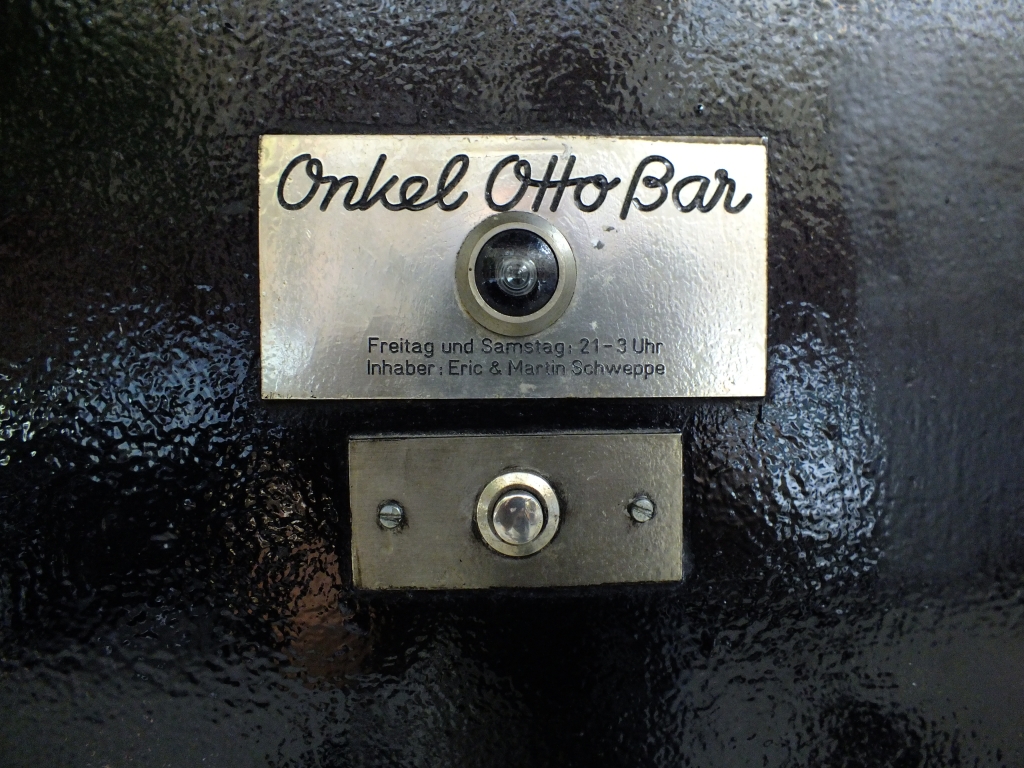 Onkel Otto Bar
Freitag und Samstag: 21-3 Uhr
Inhaber: Eric & Martin Schweppe